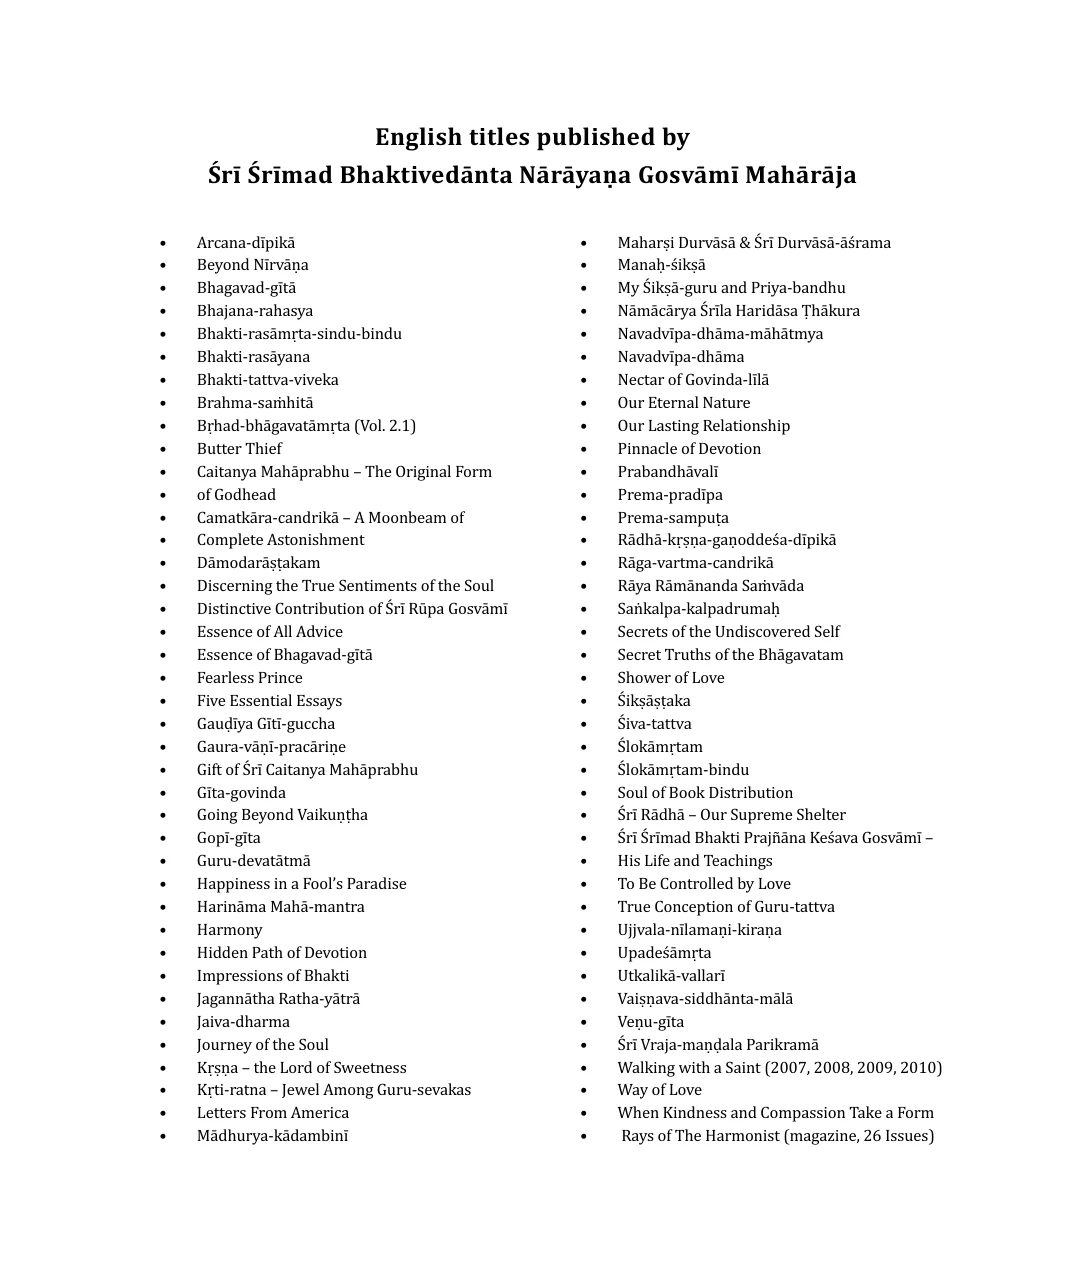 English titles published by
Śrī Śrīmad Bhaktivedānta Nārāyaṇa Gosvāmī Mahārāja
• Arcana-dīpikā
• Beyond Nīrvāṇa
• Bhagavad-gītā
• Bhajana-rahasya
• Bhakti-rasāmṛta-sindu-bindu
• Bhakti-rasāyana
• Bhakti-tattva-viveka
• Brahma-saṁhitā
• Bṛhad-bhāgavatāmṛta (Vol. 2.1)
• Butter Thief
• Caitanya Mahāprabhu – The Original Form
• of Godhead
• Camatkāra-candrikā – A Moonbeam of
• Complete Astonishment
• Dāmodarāṣṭakam
• Discerning the True Sentiments of the Soul
• Distinctive Contribution of Śrī Rūpa Gosvāmī
• Essence of All Advice
• Essence of Bhagavad-gītā
• Fearless Prince
• Five Essential Essays
• Gauḍīya Gītī-guccha
• Gaura-vāṇī-pracāriṇe
• Gift of Śrī Caitanya Mahāprabhu
• Gīta-govinda
• Going Beyond Vaikuṇṭha
• Gopī-gīta
• Guru-devatātmā
• Happiness in a Fool’s Paradise
• Harināma Mahā-mantra
• Harmony
• Hidden Path of Devotion
• Impressions of Bhakti
• Jagannātha Ratha-yātrā
• Jaiva-dharma
• Journey of the Soul
• Kṛṣṇa – the Lord of Sweetness
• Kṛti-ratna – Jewel Among Guru-sevakas
• Letters From America
• Mādhurya-kādambinī
• Maharṣi Durvāsā & Śrī Durvāsā-āśrama
• Manaḥ-śikṣā
• My Śikṣā-guru and Priya-bandhu
• Nāmācārya Śrīla Haridāsa Ṭhākura
• Navadvīpa-dhāma-māhātmya
• Navadvīpa-dhāma
• Nectar of Govinda-līlā
• Our Eternal Nature
• Our Lasting Relationship
• Pinnacle of Devotion
• Prabandhāvalī
• Prema-pradīpa
• Prema-sampuṭa
• Rādhā-kṛṣṇa-gaṇoddeśa-dīpikā
• Rāga-vartma-candrikā
• Rāya Rāmānanda Saṁvāda
• Saṅkalpa-kalpadrumaḥ
• Secrets of the Undiscovered Self
• Secret Truths of the Bhāgavatam
• Shower of Love
• Śikṣāṣṭaka
• Śiva-tattva
• Ślokāmṛtam
• Ślokāmṛtam-bindu
• Soul of Book Distribution
• Śrī Rādhā – Our Supreme Shelter
• Śrī Śrīmad Bhakti Prajñāna Keśava Gosvāmī –
• His Life and Teachings
• To Be Controlled by Love
• True Conception of Guru-tattva
• Ujjvala-nīlamaṇi-kiraṇa
• Upadeśāmṛta
• Utkalikā-vallarī
• Vaiṣṇava-siddhānta-mālā
• Veṇu-gīta
• Śrī Vraja-maṇḍala Parikramā
• Walking with a Saint (2007, 2008, 2009, 2010)
• Way of Love
• When Kindness and Compassion Take a Form
• Rays of The Harmonist (magazine, 26 Issues)